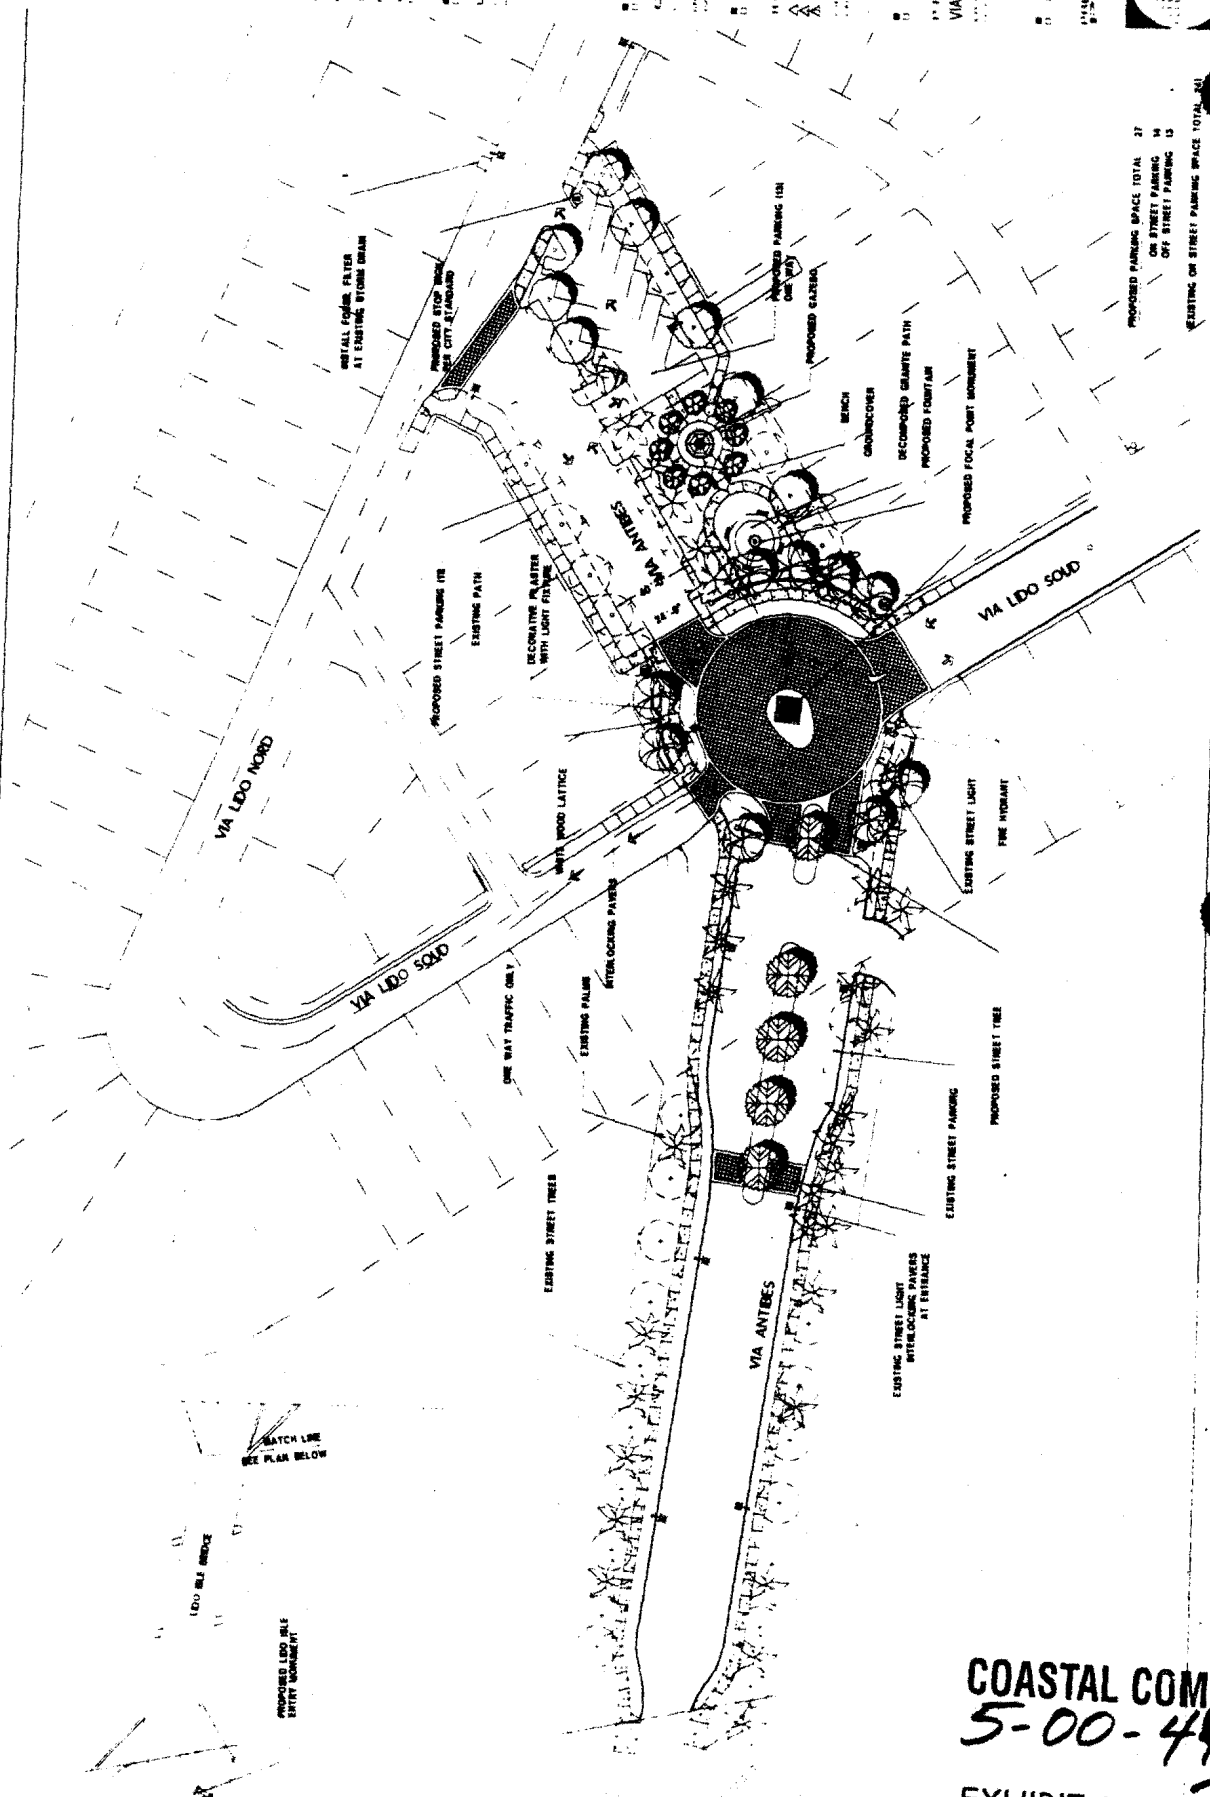 VIA
PROPOSED PARKING SPACE TOTAL 27
ON STREET PARKING 14
OFF STREET PARKING 13
EXISTING ON STREET PARKING SPACE TOTAL
INSTALL FOSSIL FILTER
AT EXISTING STORM DRAIN
PROPOSED STOP SIGN
PER CITY STANDARD
PROPOSED PARKING (13)
ONE WAY
PROPOSED GAZEBO
BENCH
GROUNDCOVER
DECOMPOSED GRANITE PATH
PROPOSED FOUNTAIN
PROPOSED FOCAL POINT MONUMENT
VIA ANTIBES
VIA LIDO SOUD
PROPOSED STREET PARKING
EXISTING PATH
DECORATIVE PILASTER
WITH LIGHT FIXTURE
VIA LIDO NORD
WHITE WOOD LATTICE
EXISTING STREET LIGHT
FIRE HYDRANT
INTERLOCKING PAVERS
VIA LIDO SOUD
ONE WAY TRAFFIC ONLY
EXISTING PALMS
PROPOSED STREET TREE
EXISTING STREET PARKING
EXISTING STREET TREES
EXISTING STREET LIGHT
INTERLOCKING PAVERS
AT ENTRANCE
VIA ANTIBES
MATCH LINE
SEE PLAN BELOW
LIDO ISLE BRIDGE
PROPOSED LIDO ISLE
ENTRY MONUMENT
COASTAL COM
5-00-4
EXHIBIT